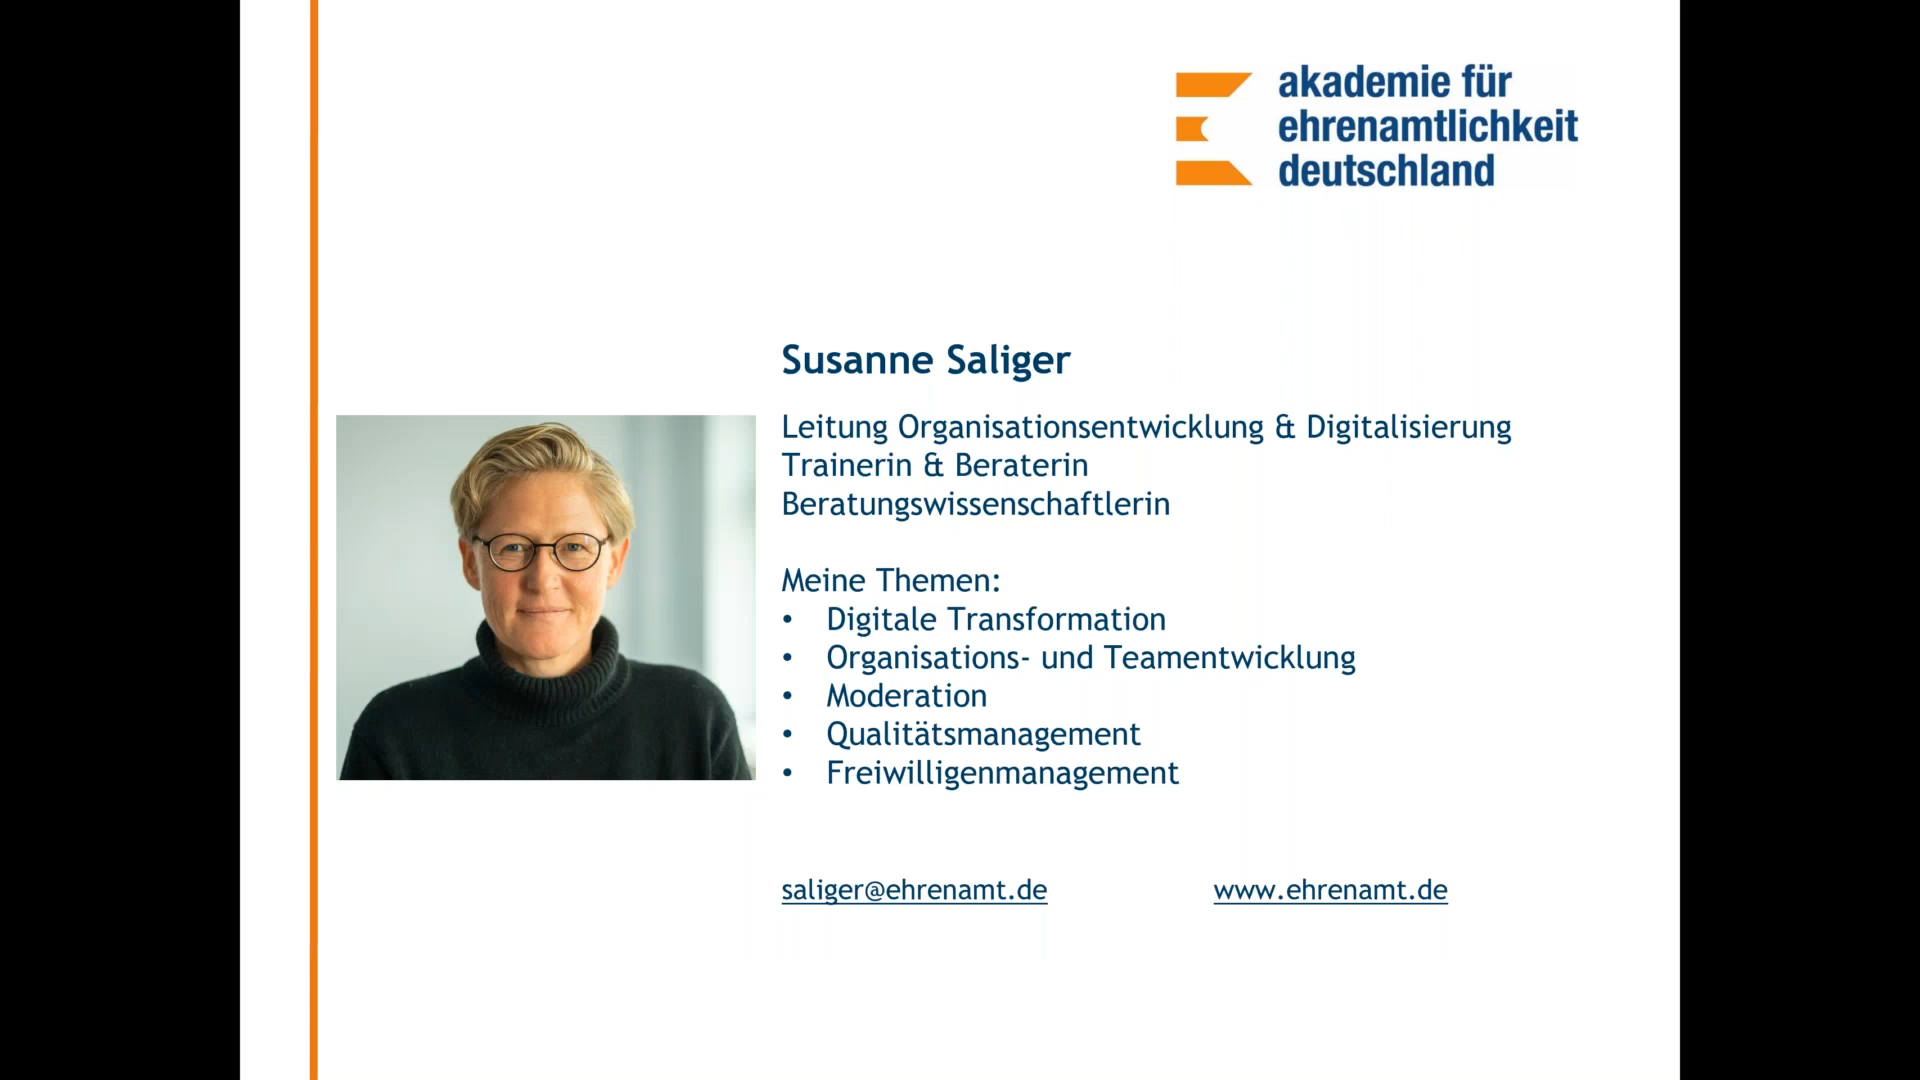 akademie für
ehrenamtlichkeit
deutschland
Susanne Saliger
Leitung Organisationsentwicklung & Digitalisierung
Trainerin & Beraterin
Beratungswissenschaftlerin
Meine Themen:
• Digitale Transformation
• Organisations- und Teamentwicklung
• Moderation
• Qualitätsmanagement
• Freiwilligenmanagement
saliger@ehrenamt.de www.ehrenamt.de